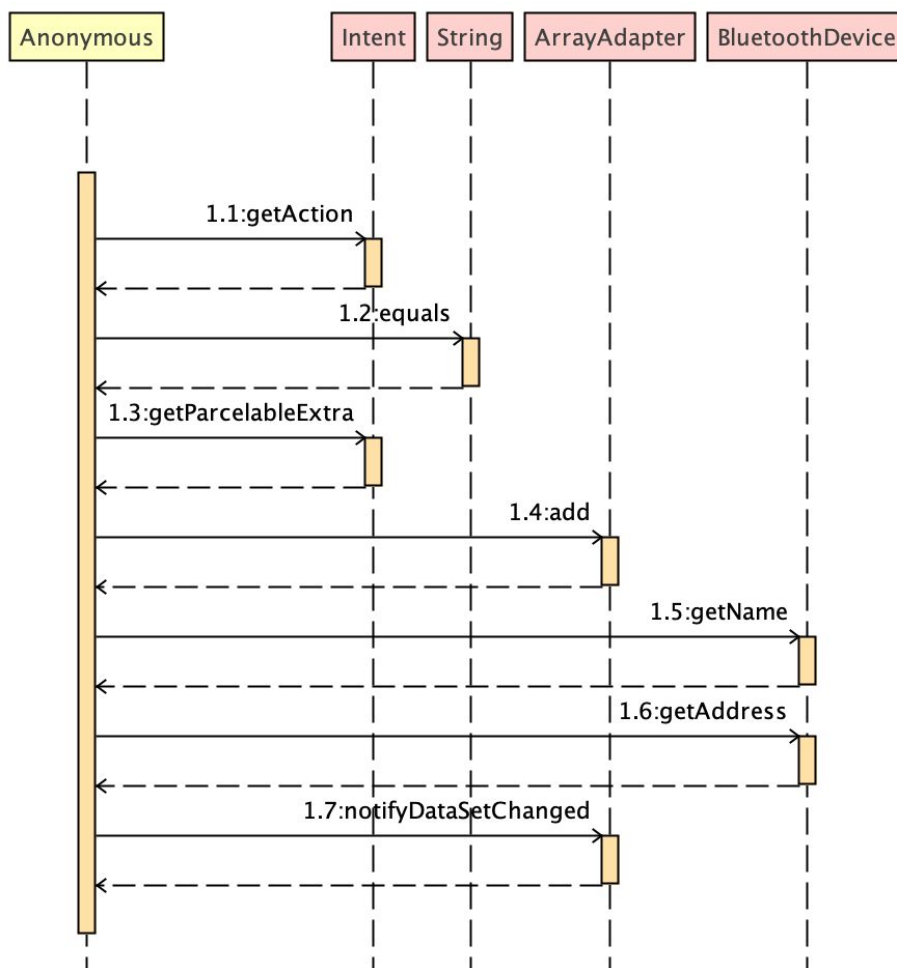 Anonymous Intent String ArrayAdapter BluetoothDevice
1.1:getAction
1.2:equals
1.3:getParcelableExtra
1.4:add
1.5:getName
1.6:getAddress
1.7:notifyDataSetChanged